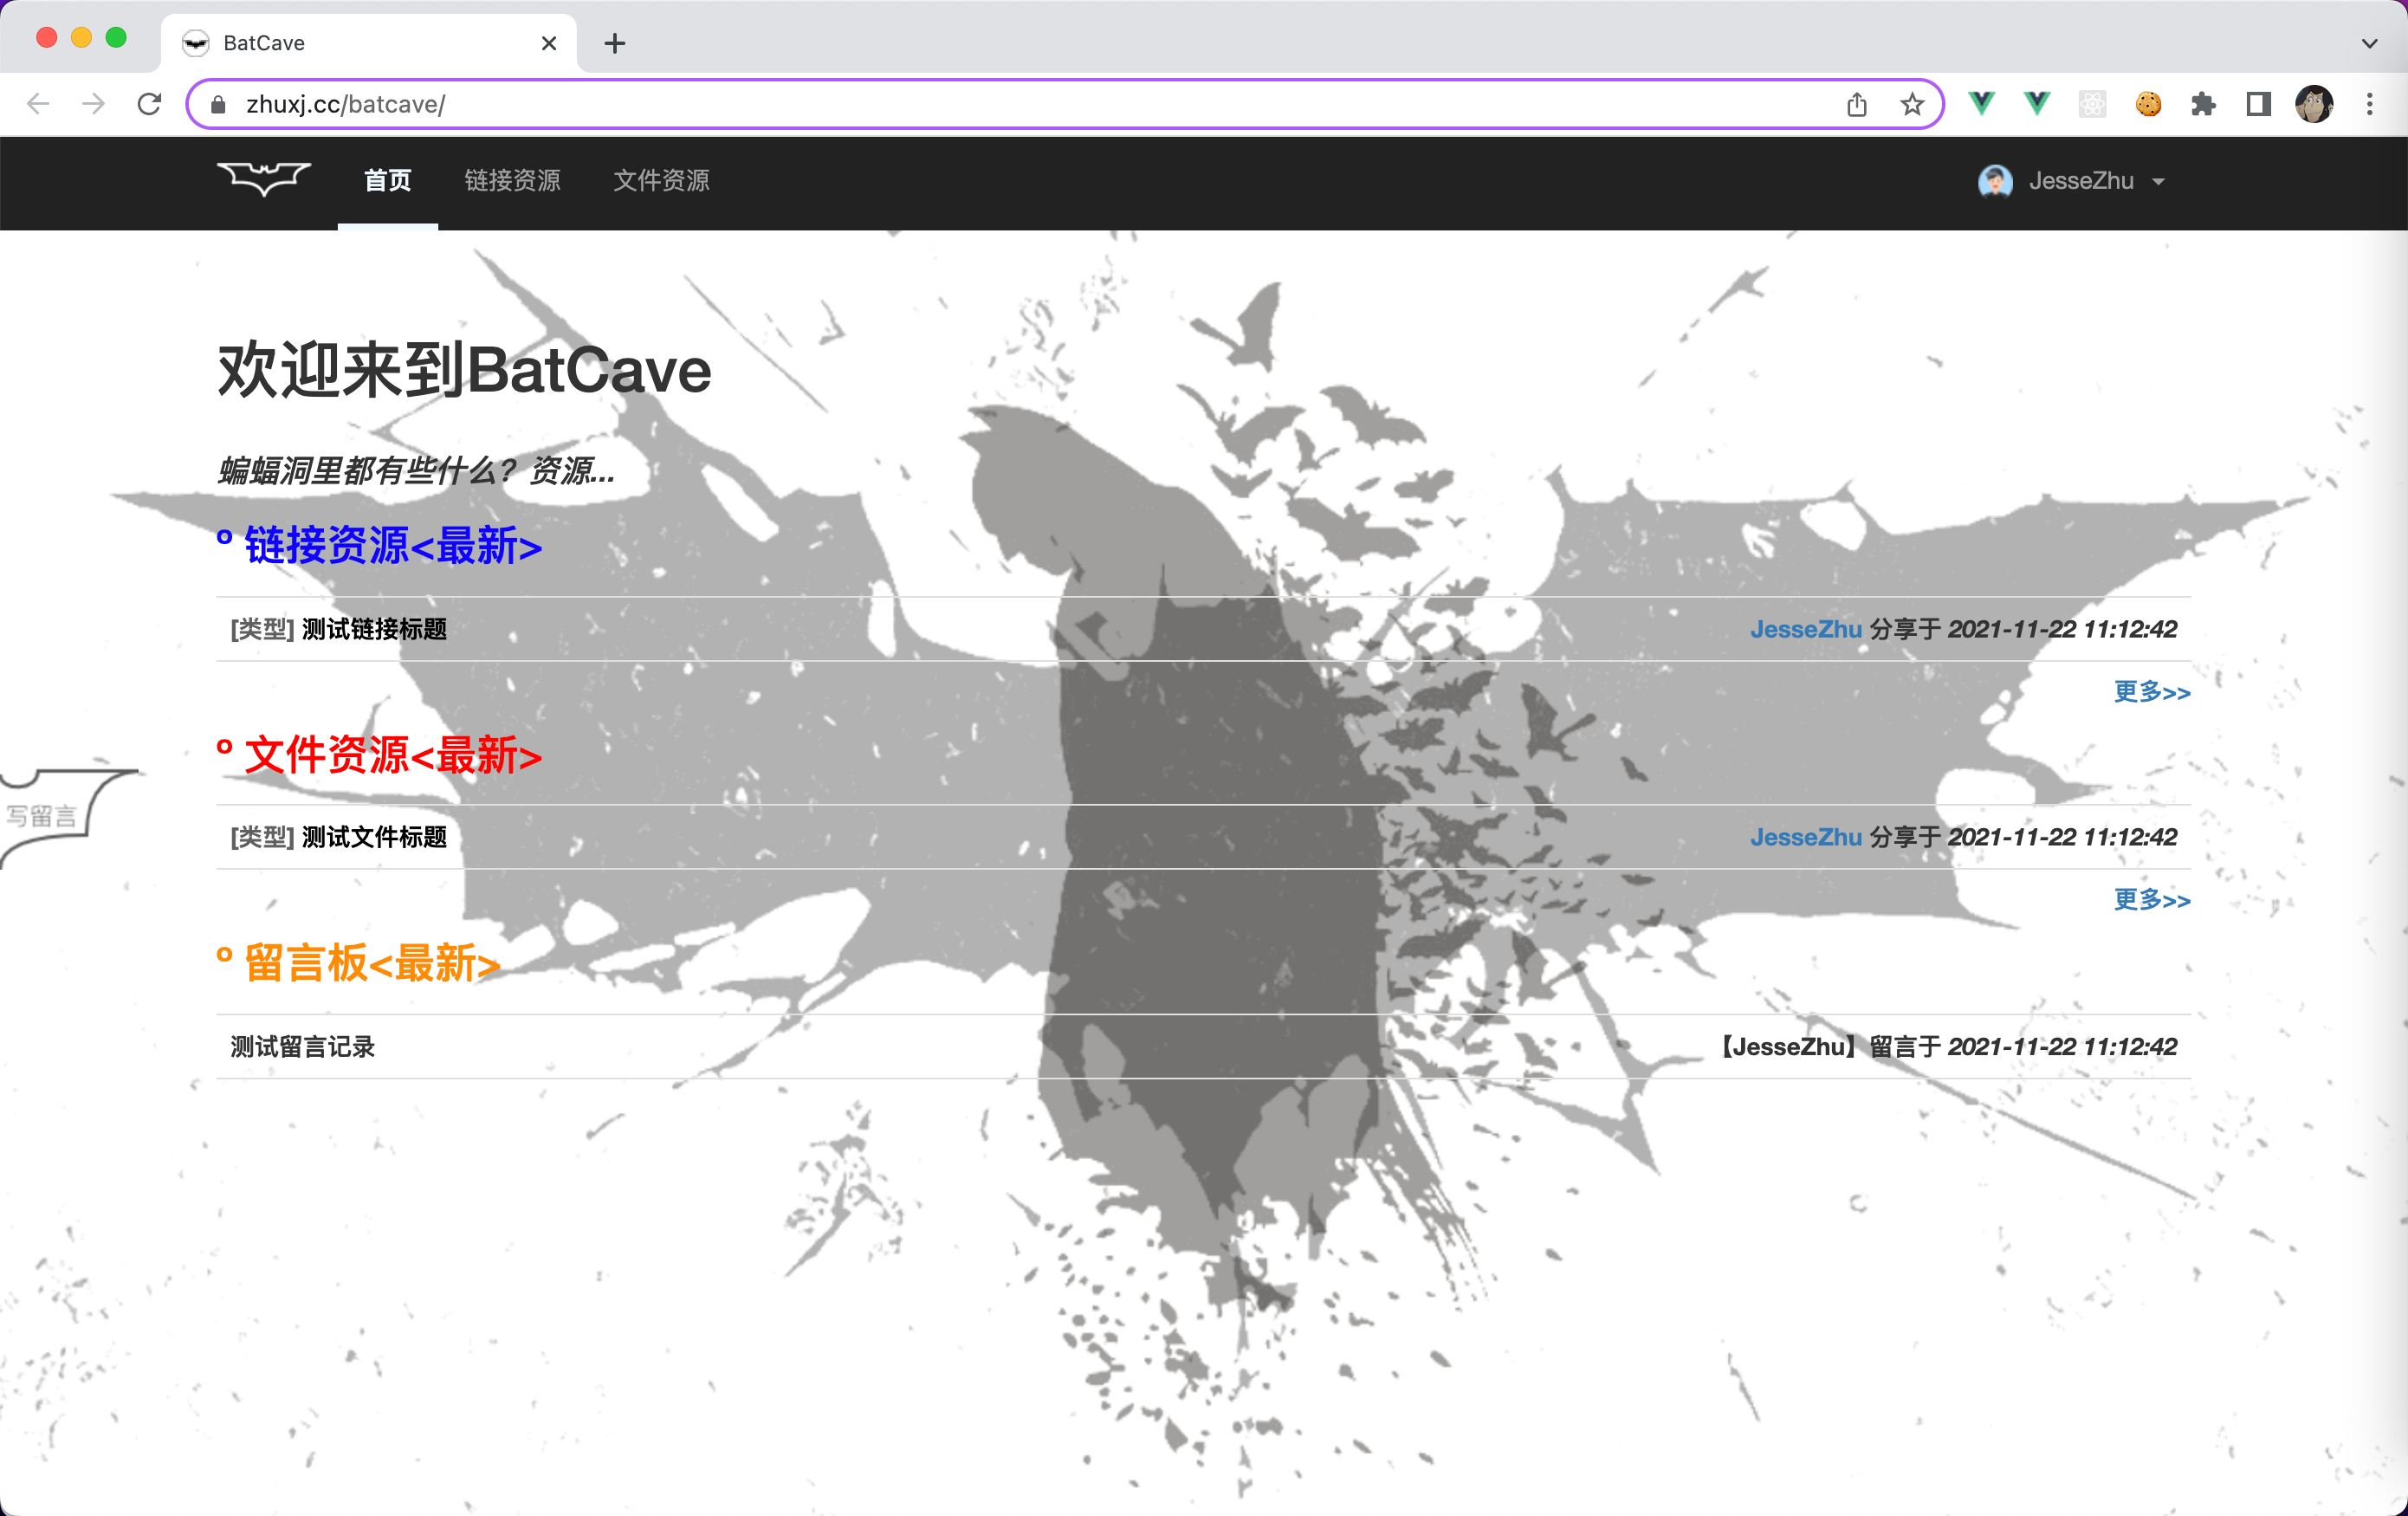 BatCave
zhuxj.cc/batcave/
首页 链接资源 文件资源 JesseZhu
欢迎来到BatCave
蝙蝠洞里都有些什么？资源...
º 链接资源<最新>
[类型] 测试链接标题 JesseZhu 分享于 2021-11-22 11:12:42
更多>>
º 文件资源<最新>
写留言
[类型] 测试文件标题 JesseZhu 分享于 2021-11-22 11:12:42
更多>>
º 留言板<最新>
测试留言记录 【JesseZhu】留言于 2021-11-22 11:12:42